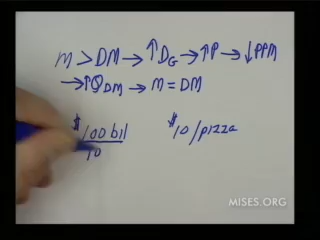 m > DM → ↑DG → ↑P → ↓PPM
→ ↑QDM → m = DM
$100 bil $10/pizza
10
MISES.ORG